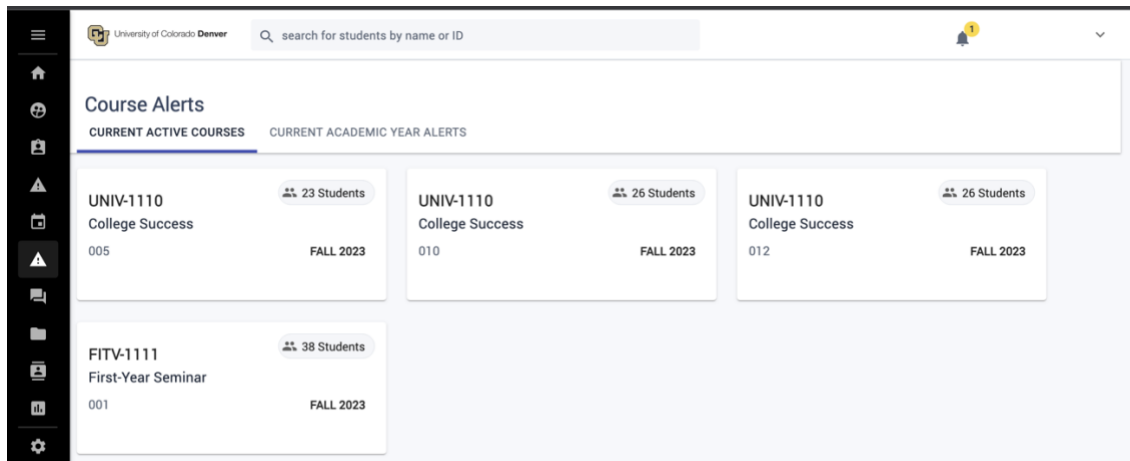 University of Colorado Denver
search for students by name or ID
1
Course Alerts
CURRENT ACTIVE COURSES
CURRENT ACADEMIC YEAR ALERTS
UNIV-1110
23 Students
College Success
005
FALL 2023
UNIV-1110
26 Students
College Success
010
FALL 2023
UNIV-1110
26 Students
College Success
012
FALL 2023
FITV-1111
38 Students
First-Year Seminar
001
FALL 2023